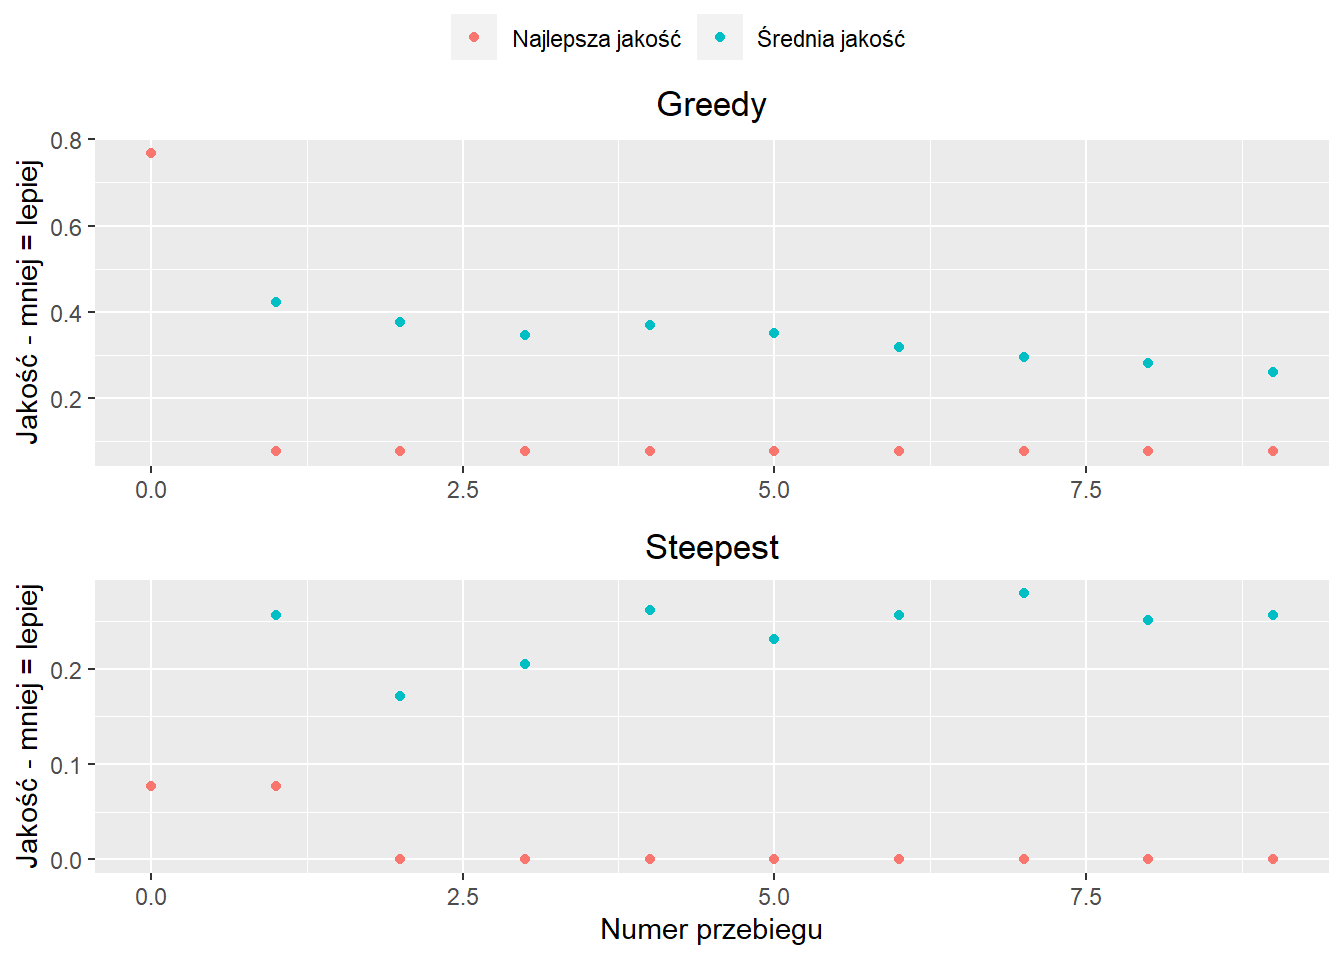 Najlepsza jakość Średnia jakość
Greedy
Jakość - mniej = lepiej
0.8
0.6
0.4
0.2
0.0 2.5 5.0 7.5
Steepest
Jakość - mniej = lepiej
0.2
0.1
0.0
0.0 2.5 5.0 7.5
Numer przebiegu